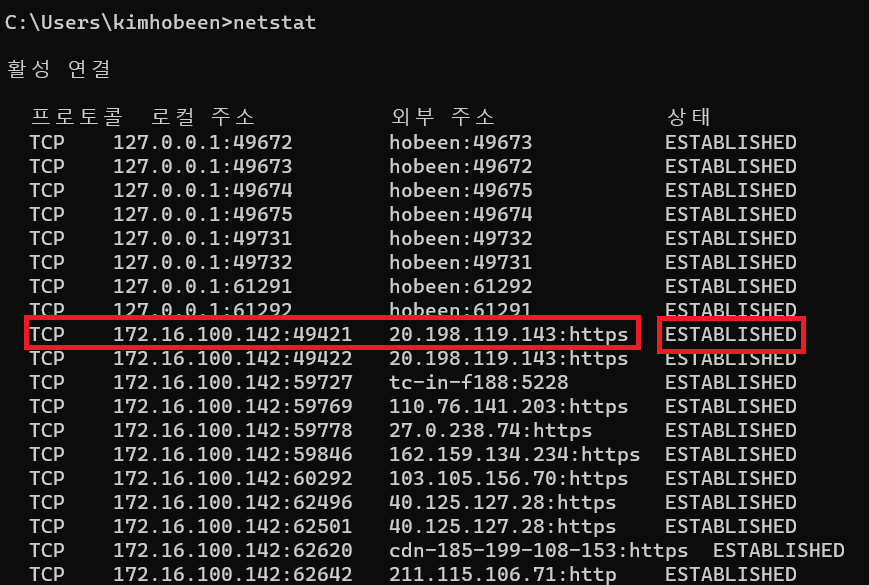 C:\Users\kimhobeen>netstat
활성 연결
프로토콜 로컬 주소 외부 주소 상태
TCP 127.0.0.1:49672 hobeen:49673 ESTABLISHED
TCP 127.0.0.1:49673 hobeen:49672 ESTABLISHED
TCP 127.0.0.1:49674 hobeen:49675 ESTABLISHED
TCP 127.0.0.1:49675 hobeen:49674 ESTABLISHED
TCP 127.0.0.1:49731 hobeen:49732 ESTABLISHED
TCP 127.0.0.1:49732 hobeen:49731 ESTABLISHED
TCP 127.0.0.1:61291 hobeen:61292 ESTABLISHED
TCP 127.0.0.1:61292 hobeen:61291 ESTABLISHED
TCP 172.16.100.142:49421 20.198.119.143:https ESTABLISHED
TCP 172.16.100.142:49422 20.198.119.143:https ESTABLISHED
TCP 172.16.100.142:59727 tc-in-f188:5228 ESTABLISHED
TCP 172.16.100.142:59769 110.76.141.203:https ESTABLISHED
TCP 172.16.100.142:59778 27.0.238.74:https ESTABLISHED
TCP 172.16.100.142:59846 162.159.134.234:https ESTABLISHED
TCP 172.16.100.142:60292 103.105.156.70:https ESTABLISHED
TCP 172.16.100.142:62496 40.125.127.28:https ESTABLISHED
TCP 172.16.100.142:62501 40.125.127.28:https ESTABLISHED
TCP 172.16.100.142:62620 cdn-185-199-108-153:https ESTABLISHED
TCP 172.16.100.142:62642 211.115.106.71:http ESTABLISHED